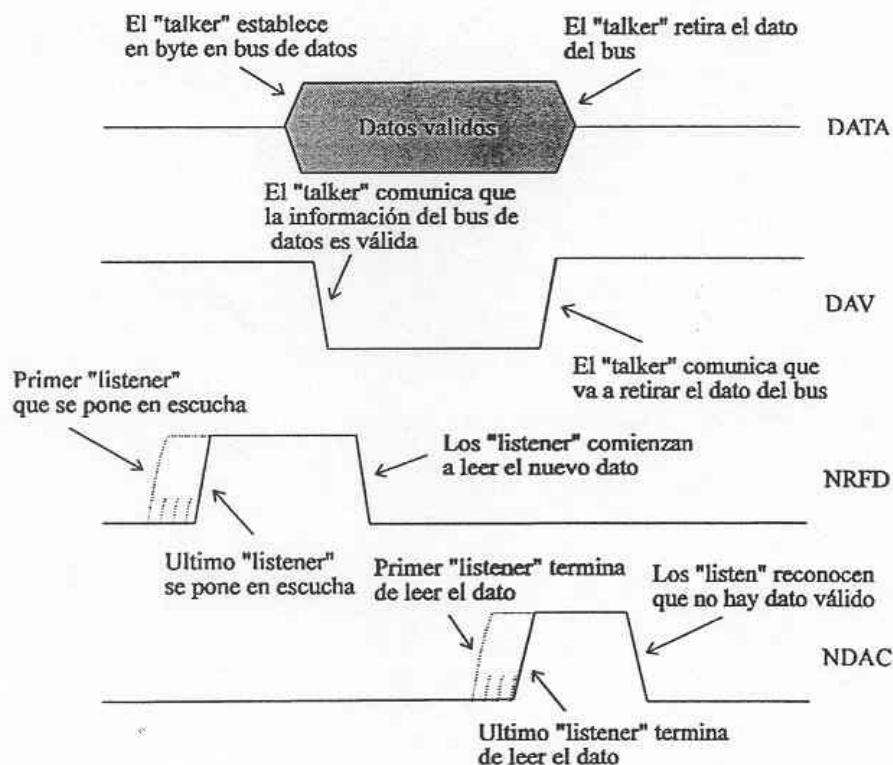 El "talker" establece
en byte en bus de datos
El "talker" retira el dato
del bus
Datos validos
DATA
El "talker" comunica que
la información del bus de
datos es válida
DAV
El "talker" comunica que
va a retirar el dato del bus
Primer "listener"
que se pone en escucha
Los "listener" comienzan
a leer el nuevo dato
NRFD
Ultimo "listener"
se pone en escucha
Primer "listener" termina
de leer el dato
Los "listen" reconocen
que no hay dato válido
NDAC
Ultimo "listener" termina
de leer el dato